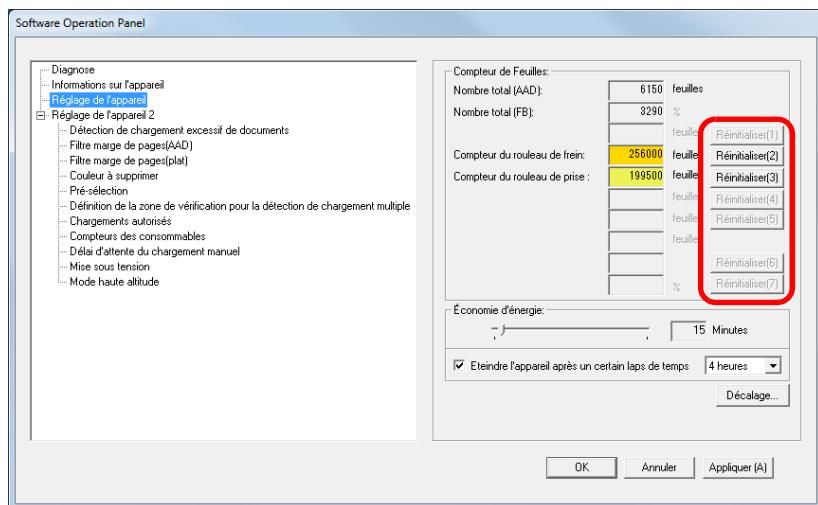 Software Operation Panel
Diagnose
Informations sur l'appareil
Réglage de l'appareil
Réglage de l'appareil 2
Détection de chargement excessif de documents
Filtre marge de pages(AAD)
Filtre marge de pages(plat)
Couleur à supprimer
Pré-sélection
Définition de la zone de vérification pour la détection de chargement multiple
Chargements autorisés
Compteurs des consommables
Délai d'attente du chargement manuel
Mise sous tension
Mode haute altitude
Compteur de Feuilles:
Nombre total (AAD): 6150 feuilles
Nombre total (FB): 3290 %
feuille Réinitialiser(1)
Compteur du rouleau de frein: 256000 feuille Réinitialiser(2)
Compteur du rouleau de prise : 199500 feuille Réinitialiser(3)
feuille Réinitialiser(4)
feuille Réinitialiser(5)
feuille
Réinitialiser(6)
% Réinitialiser(7)
Économie d'énergie:
15 Minutes
Eteindre l'appareil après un certain laps de temps 4 heures
Décalage...
OK Annuler Appliquer (A)